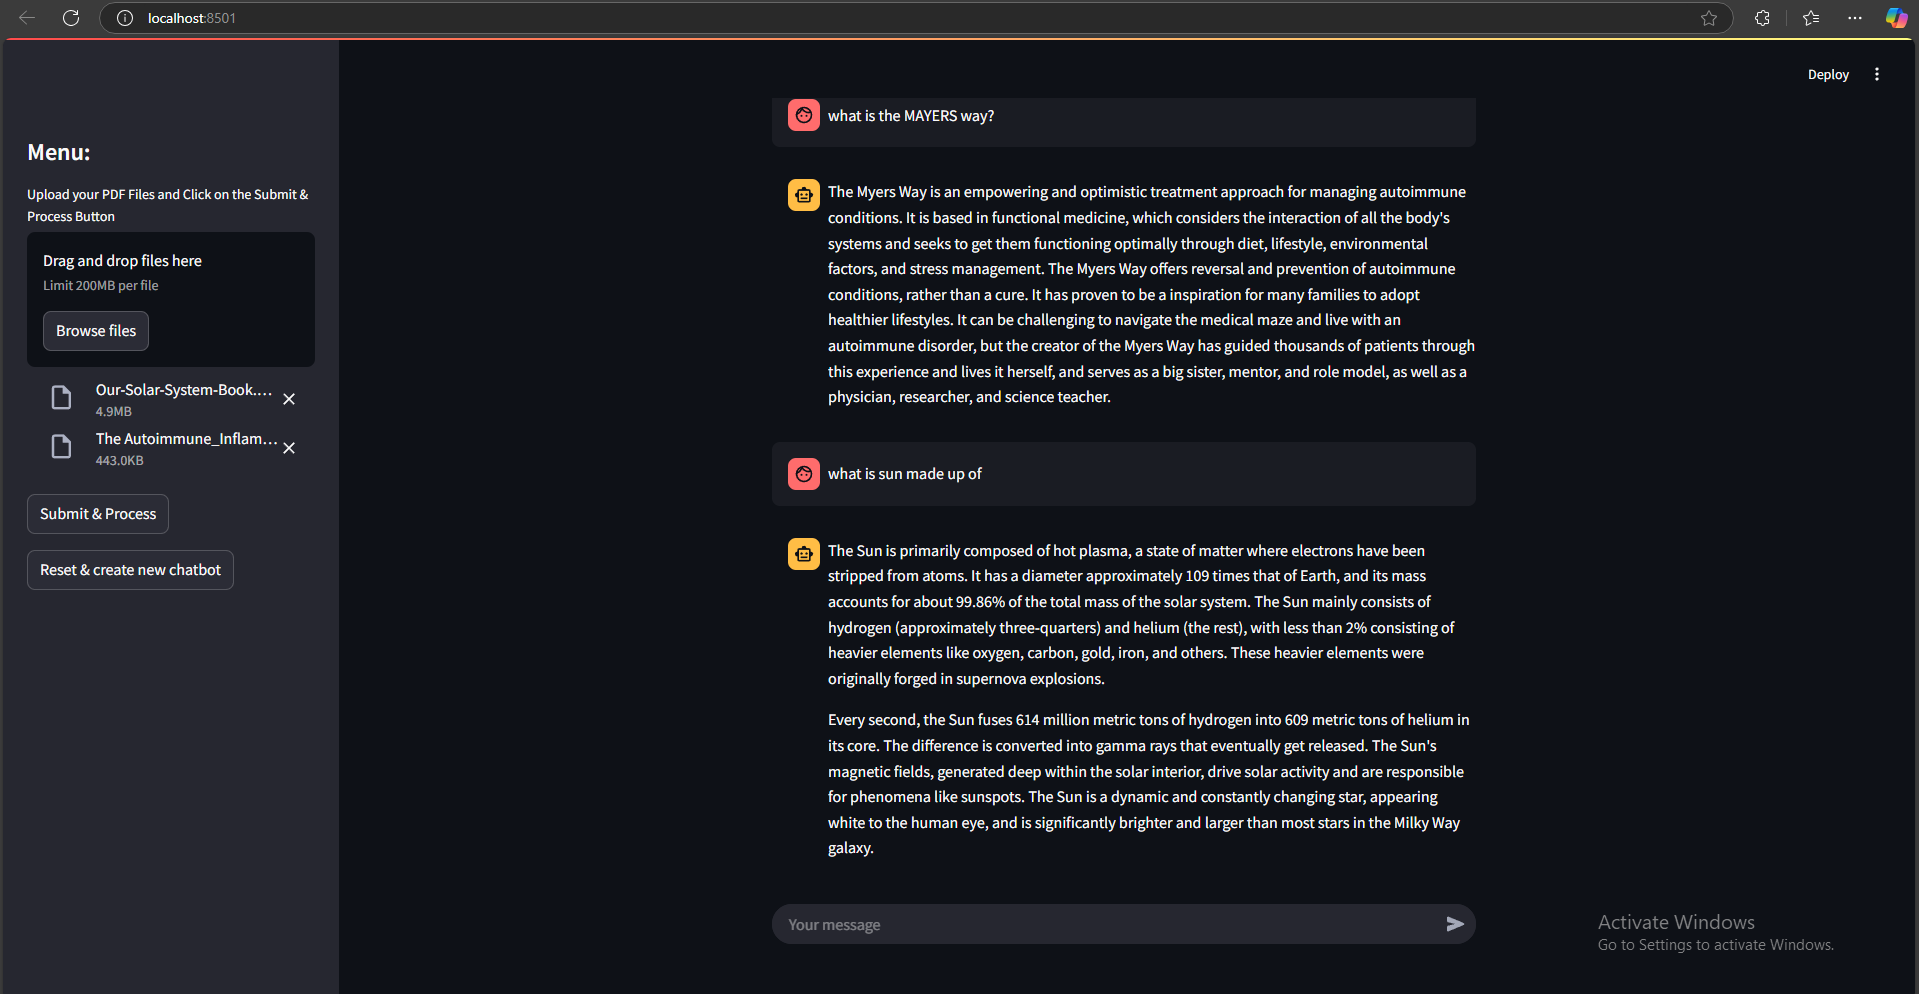 localhost:8501
Deploy
Menu:
Upload your PDF Files and Click on the Submit &
Process Button
Drag and drop files here
Limit 200MB per file
Browse files
Our-Solar-System-Book....
4.9MB
The Autoimmune_Inflam...
443.0KB
Submit & Process
Reset & create new chatbot
what is the MAYERS way?
The Myers Way is an empowering and optimistic treatment approach for managing autoimmune
conditions. It is based in functional medicine, which considers the interaction of all the body's
systems and seeks to get them functioning optimally through diet, lifestyle, environmental
factors, and stress management. The Myers Way offers reversal and prevention of autoimmune
conditions, rather than a cure. It has proven to be a inspiration for many families to adopt
healthier lifestyles. It can be challenging to navigate the medical maze and live with an
autoimmune disorder, but the creator of the Myers Way has guided thousands of patients through
this experience and lives it herself, and serves as a big sister, mentor, and role model, as well as a
physician, researcher, and science teacher.
what is sun made up of
The Sun is primarily composed of hot plasma, a state of matter where electrons have been
stripped from atoms. It has a diameter approximately 109 times that of Earth, and its mass
accounts for about 99.86% of the total mass of the solar system. The Sun mainly consists of
hydrogen (approximately three-quarters) and helium (the rest), with less than 2% consisting of
heavier elements like oxygen, carbon, gold, iron, and others. These heavier elements were
originally forged in supernova explosions.
Every second, the Sun fuses 614 million metric tons of hydrogen into 609 metric tons of helium in
its core. The difference is converted into gamma rays that eventually get released. The Sun's
magnetic fields, generated deep within the solar interior, drive solar activity and are responsible
for phenomena like sunspots. The Sun is a dynamic and constantly changing star, appearing
white to the human eye, and is significantly brighter and larger than most stars in the Milky Way
galaxy.
Your message
Activate Windows
Go to Settings to activate Windows.